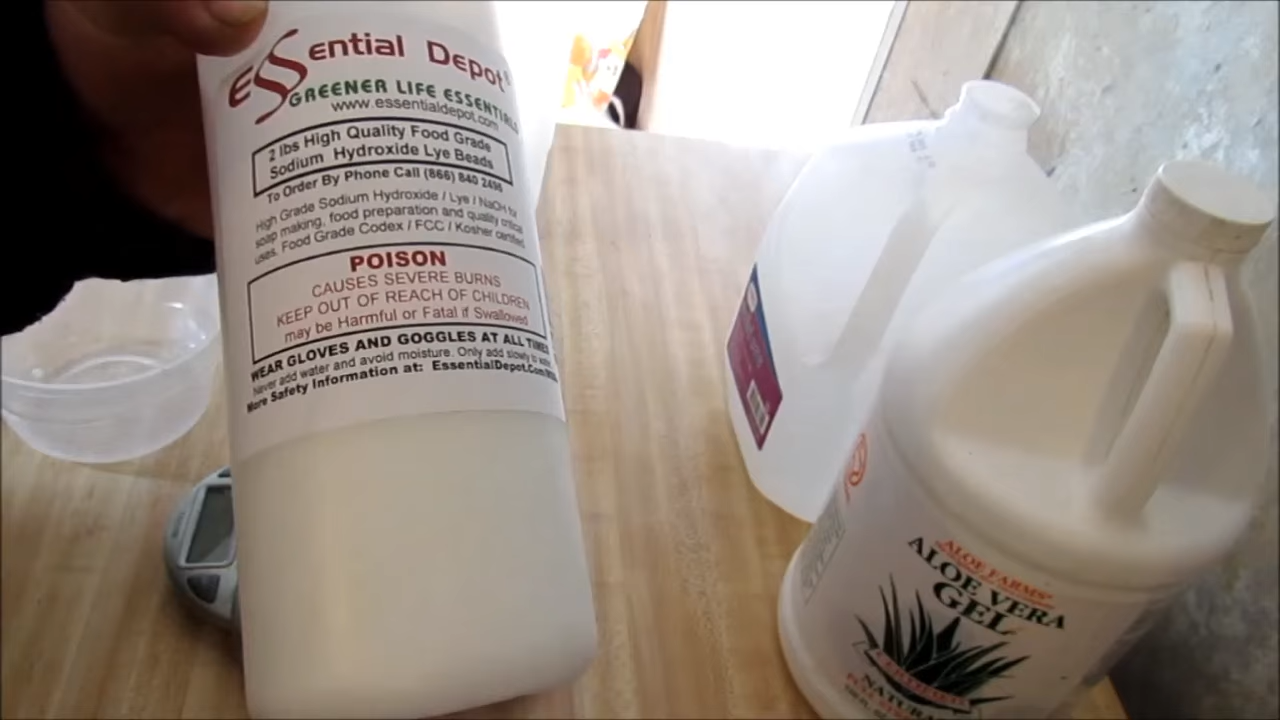 Essential Depot®
GREENER LIFE ESSENTIALS
www.essentialdepot.com
2 lbs High Quality Food Grade
Sodium Hydroxide Lye Beads
To Order By Phone Call (866) 840 2495
High Grade Sodium Hydroxide / Lye / NaOH for
soap making, food preparation and quality critical
uses. Food Grade Codex / FCC / Kosher certified
POISON
CAUSES SEVERE BURNS
KEEP OUT OF REACH OF CHILDREN
may be Harmful or Fatal if Swallowed
WEAR GLOVES AND GOGGLES AT ALL TIMES
Never add water and avoid moisture. Only add slowly to
More Safety Information at: EssentialDepot.Com
ALOE FARMS®
ALOE VERA
GEL
CERTIFIED